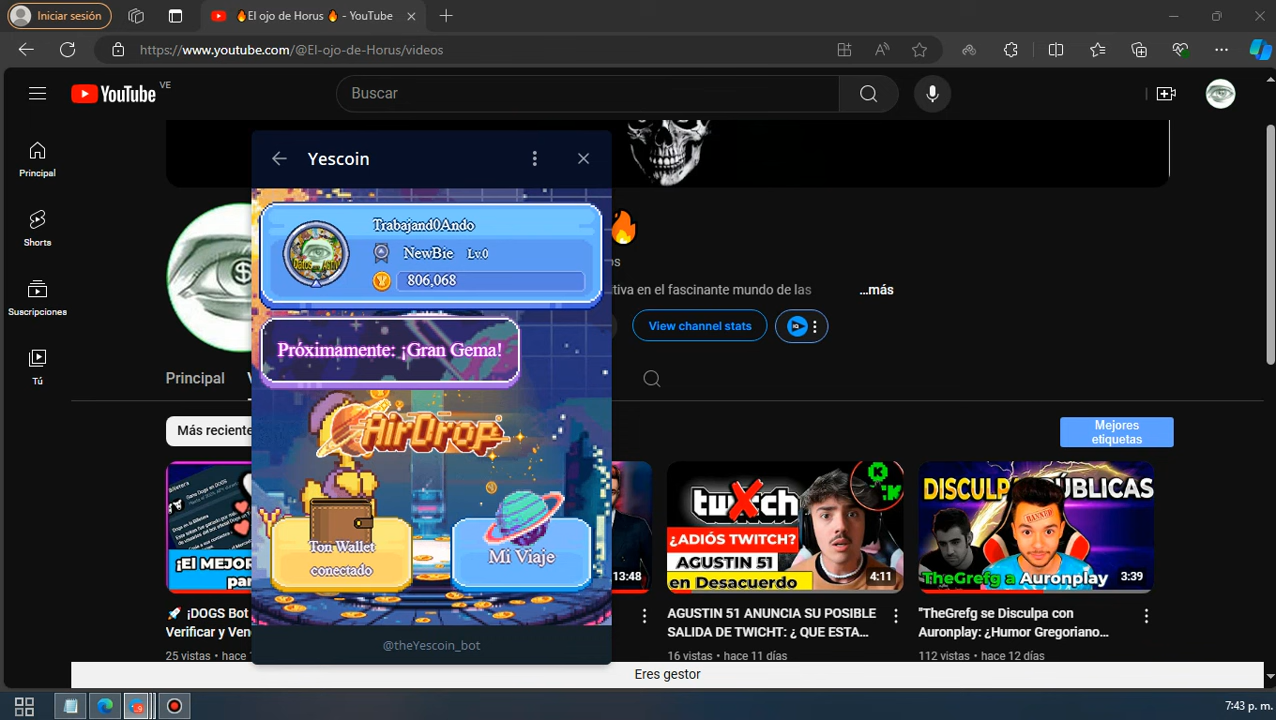 Iniciar sesión
El ojo de Horus - YouTube
https://www.youtube.com/@El-ojo-de-Horus/videos
YouTube VE
Buscar
Principal
Shorts
Suscripciones
Tú
Yescoin
Trabajand0Ando
NewBie Lv.0
806,068
Próximamente: ¡Gran Gema!
AirDrop
Ton Wallet
conectado
Mi Viaje
@theYescoin_bot
tiva en el fascinante mundo de las ...más
View channel stats
Principal
Más reciente
Mejores
etiquetas
¡El MEJOR
13:48
twXtch
¿ADIÓS TWITCH?
AGUSTIN 51
en Desacuerdo
4:11
DISCULPAS PUBLICAS
BANNED
TheGrefg a Auronplay
3:39
¡DOGS Bot
Verificar y Ven
25 vistas • hace
AGUSTIN 51 ANUNCIA SU POSIBLE
SALIDA DE TWICHT: ¿ QUE ESTA...
16 vistas • hace 11 días
"TheGrefg se Disculpa con
Auronplay: ¿Humor Gregoriano...
112 vistas • hace 12 días
Eres gestor
7:43 p. m.